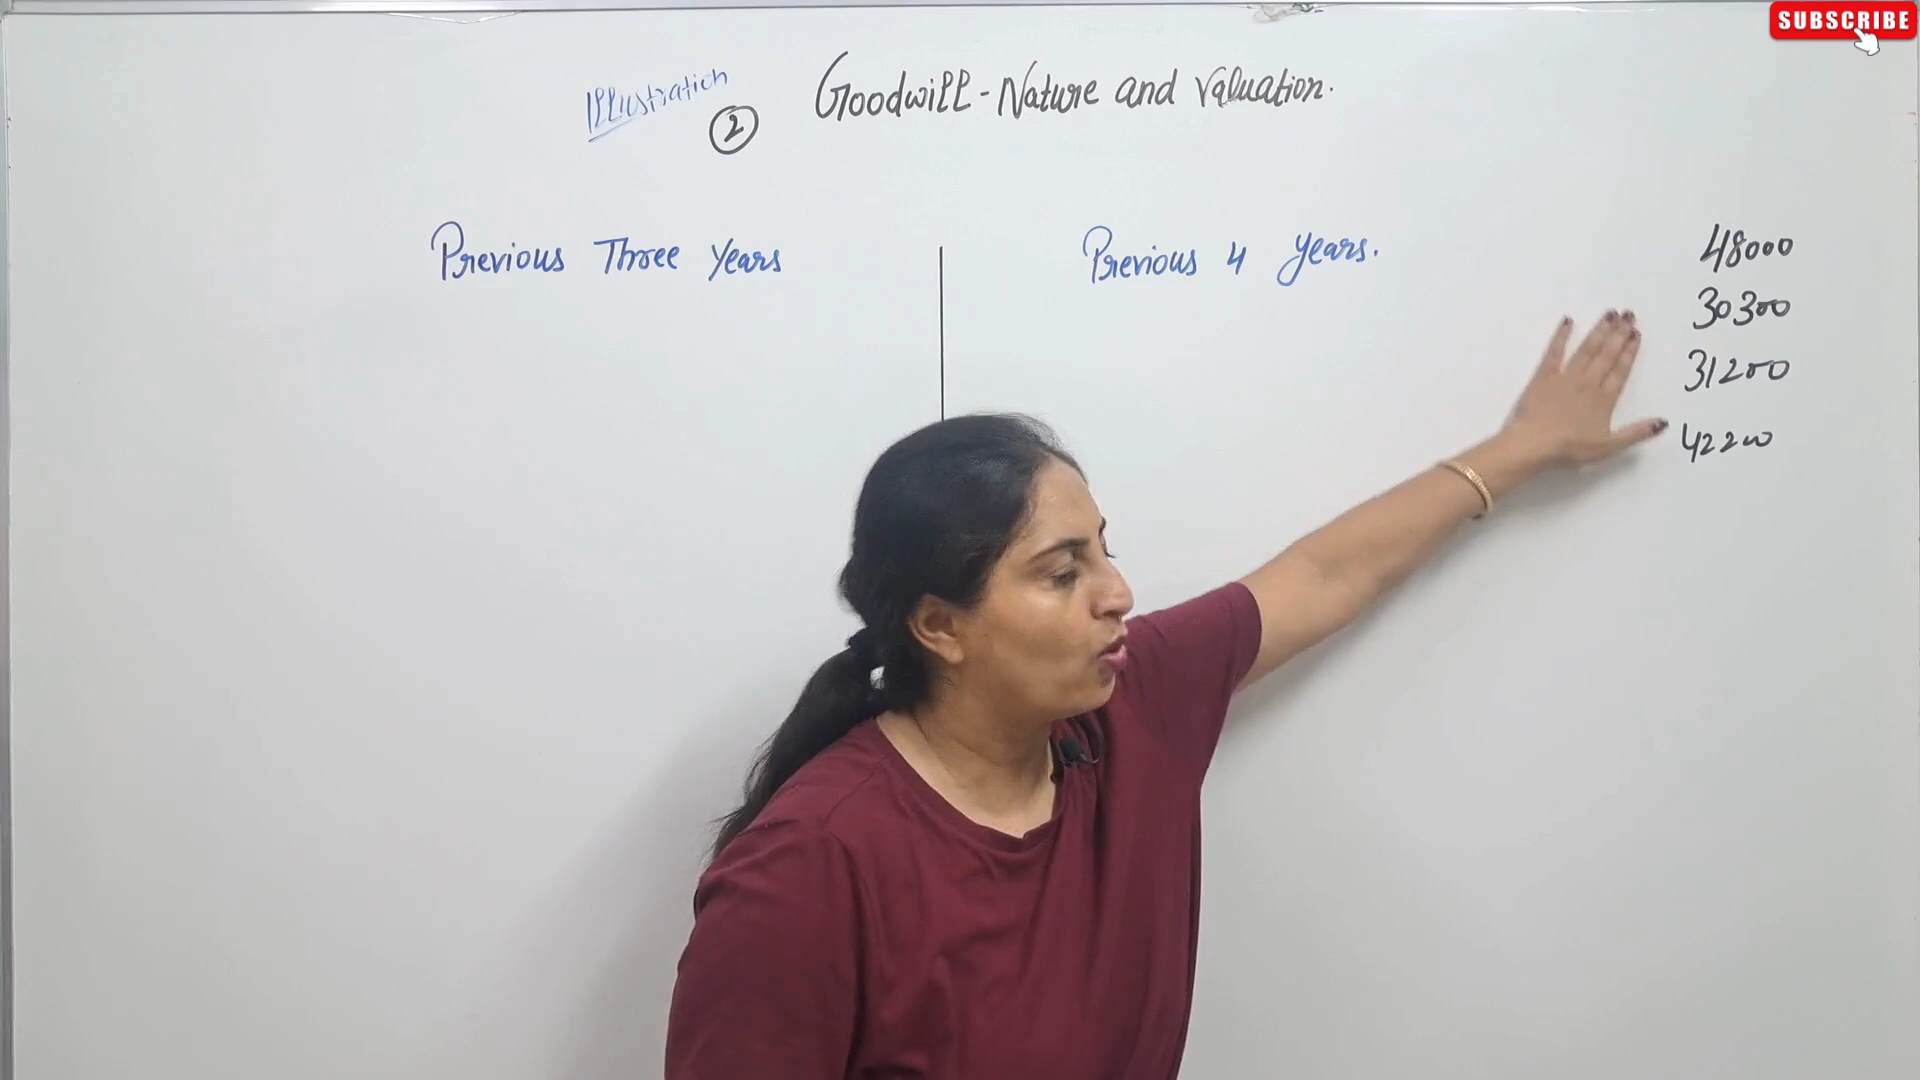 SUBSCRIBE
Illustration
2
Goodwill - Nature and Valuation.
Previous Three Years
Previous 4 Years.
48000
30300
31200
42200